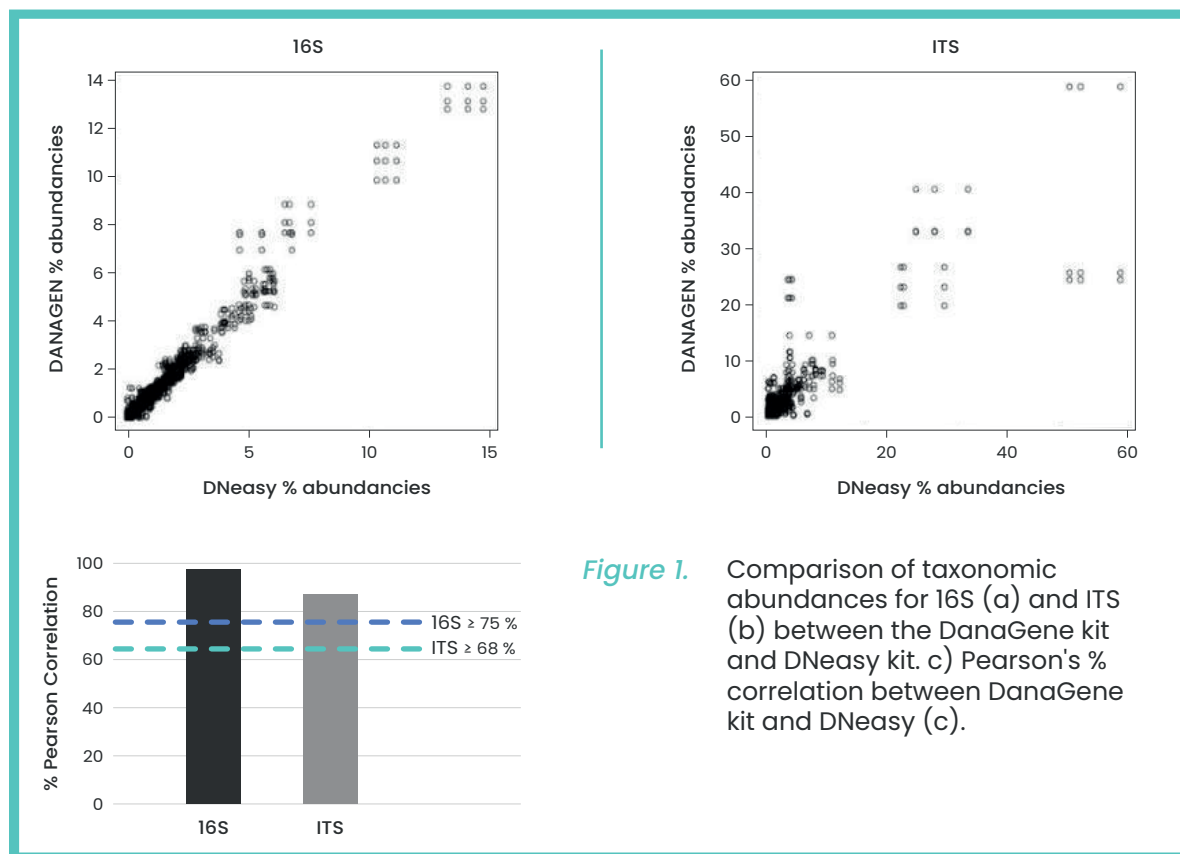 16S
DANAGEN % abundancies
14
12
10
8
6
4
2
0
0 5 10 15
DNeasy % abundancies
ITS
DANAGEN % abundancies
60
50
40
30
20
10
0
0 20 40 60
DNeasy % abundancies
% Pearson Correlation
100
80
60
40
20
0
16S ≥ 75 %
ITS ≥ 68 %
16S ITS
Figure 1.
Comparison of taxonomic
abundances for 16S (a) and ITS
(b) between the DanaGene kit
and DNeasy kit. c) Pearson's %
correlation between DanaGene
kit and DNeasy (c).